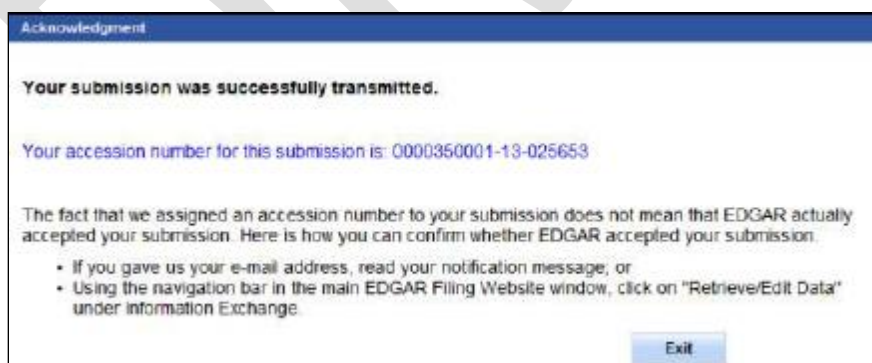 Acknowledgment
Your submission was successfully transmitted.
Your accession number for this submission is: 0000350001-13-025653
The fact that we assigned an accession number to your submission does not mean that EDGAR actually
accepted your submission. Here is how you can confirm whether EDGAR accepted your submission.
• If you gave us your e-mail address, read your notification message; or
• Using the navigation bar in the main EDGAR Filing Website window, click on "Retrieve/Edit Data"
under Information Exchange.
Exit